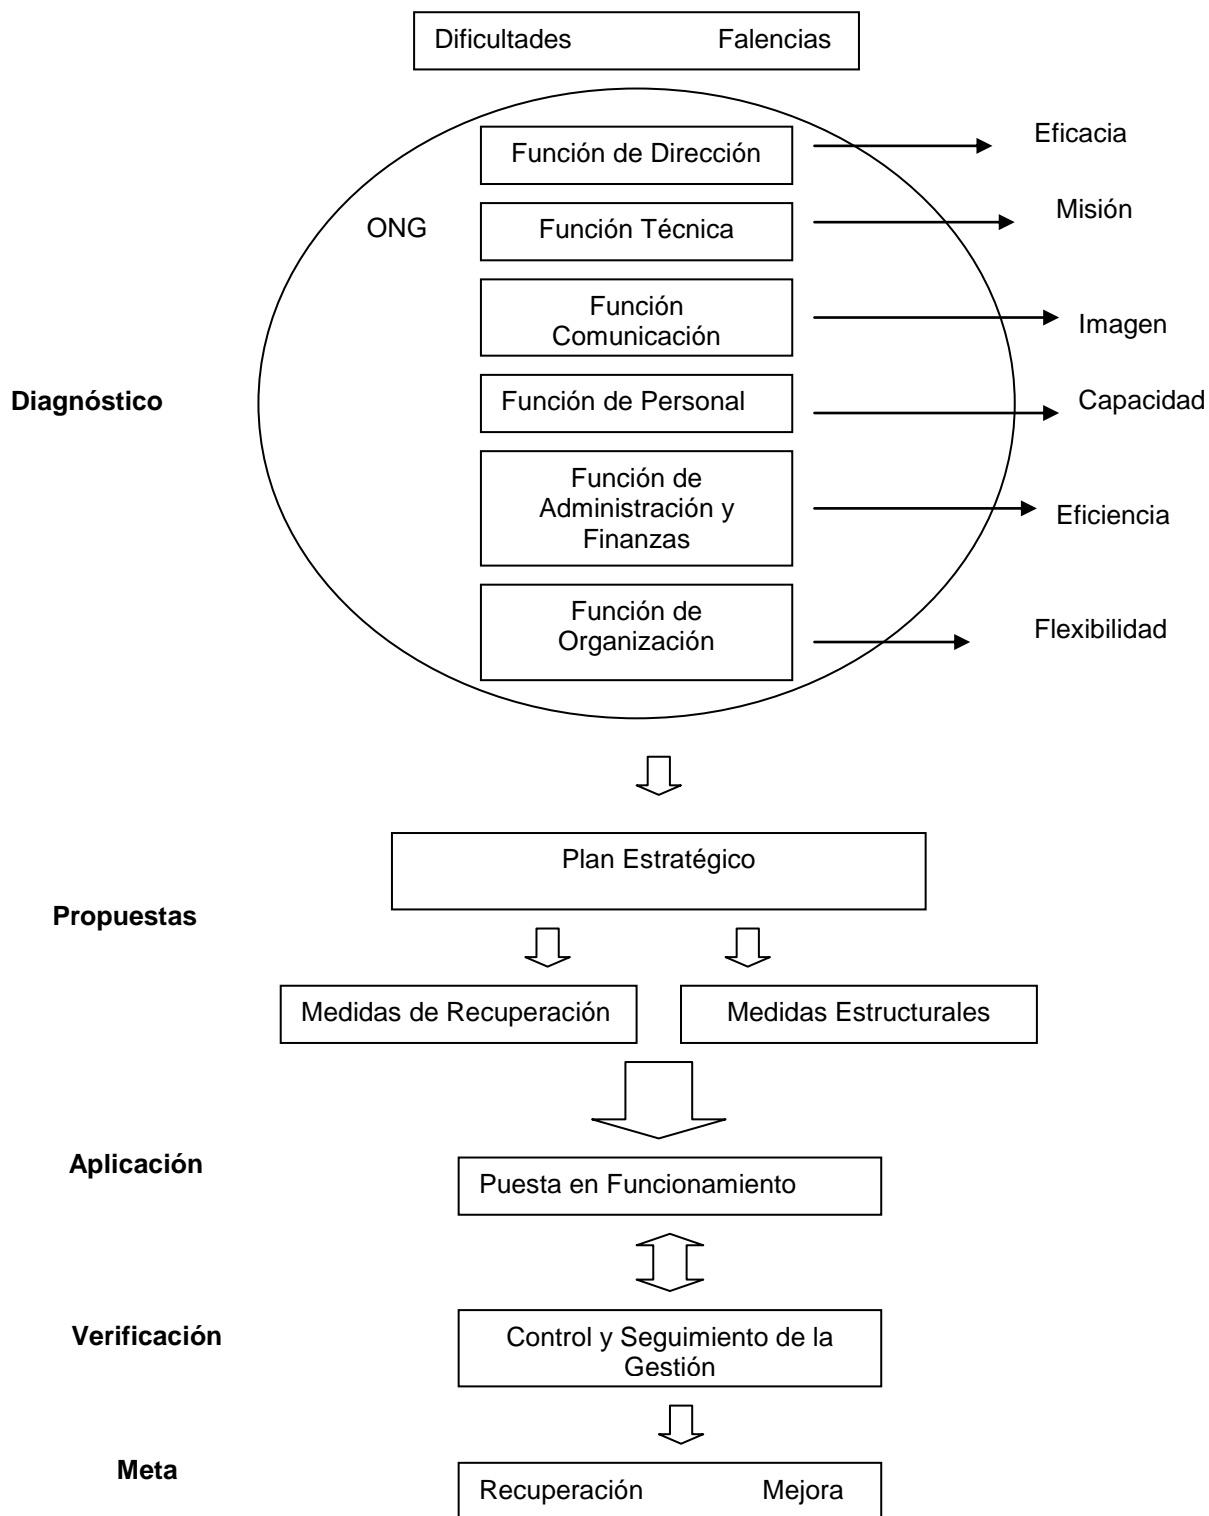 Dificultades Falencias
Función de Dirección
Eficacia
ONG
Función Técnica
Misión
Función
Comunicación
Imagen
Diagnóstico
Función de Personal
Capacidad
Función de
Administración y
Finanzas
Eficiencia
Función de
Organización
Flexibilidad
Plan Estratégico
Propuestas
Medidas de Recuperación
Medidas Estructurales
Aplicación
Puesta en Funcionamiento
Verificación
Control y Seguimiento de la
Gestión
Meta
Recuperación Mejora